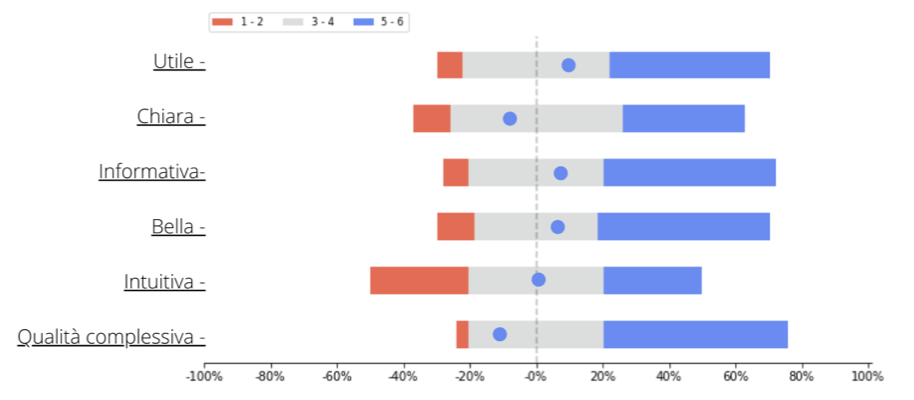 1 - 2 3 - 4 5 - 6
Utile -
Chiara -
Informativa-
Bella -
Intuitiva -
Qualità complessiva -
-100% -80% -60% -40% -20% -0% 20% 40% 60% 80% 100%